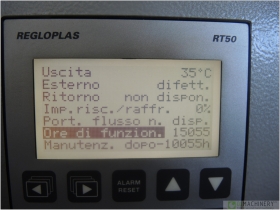 REGLOPLAS RT50
Uscita 35°C
Esterno difett.
Ritorno non dispon.
Imp.risc./raffr. 0%
Port. flusso n. disp.
Ore di funzion. 15055
Manutenz. dopo-10055h
ALARM
RESET
MACHINERY